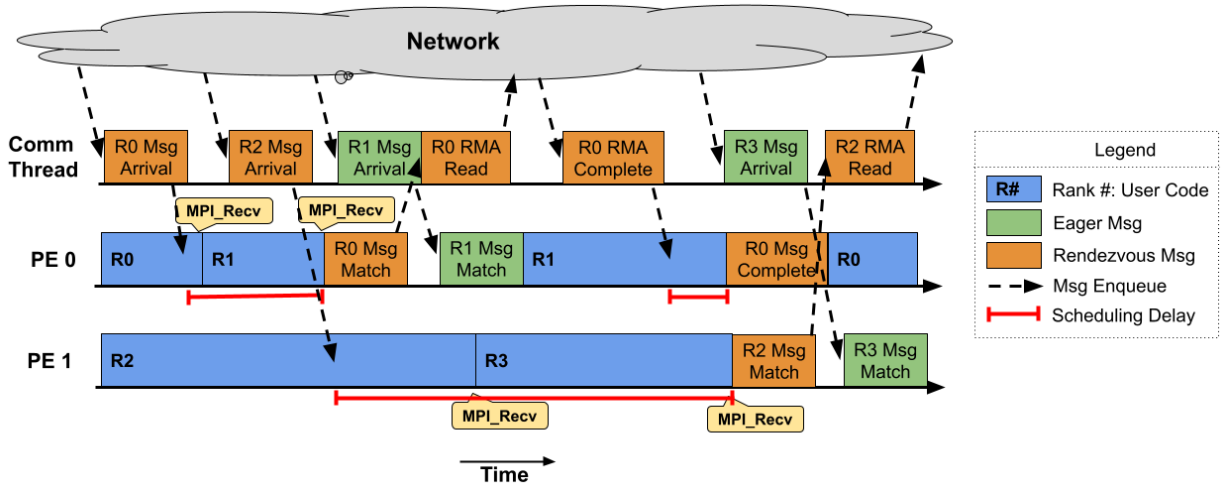 Network
Comm
Thread
R0 Msg
Arrival
R2 Msg
Arrival
R1 Msg
Arrival
R0 RMA
Read
R0 RMA
Complete
R3 Msg
Arrival
R2 RMA
Read
MPI_Recv
MPI_Recv
PE 0
R0
R1
R0 Msg
Match
R1 Msg
Match
R1
R0 Msg
Complete
R0
PE 1
R2
R3
R2 Msg
Match
R3 Msg
Match
MPI_Recv
MPI_Recv
Time
Legend
R#
Rank #: User Code
Eager Msg
Rendezvous Msg
Msg Enqueue
Scheduling Delay